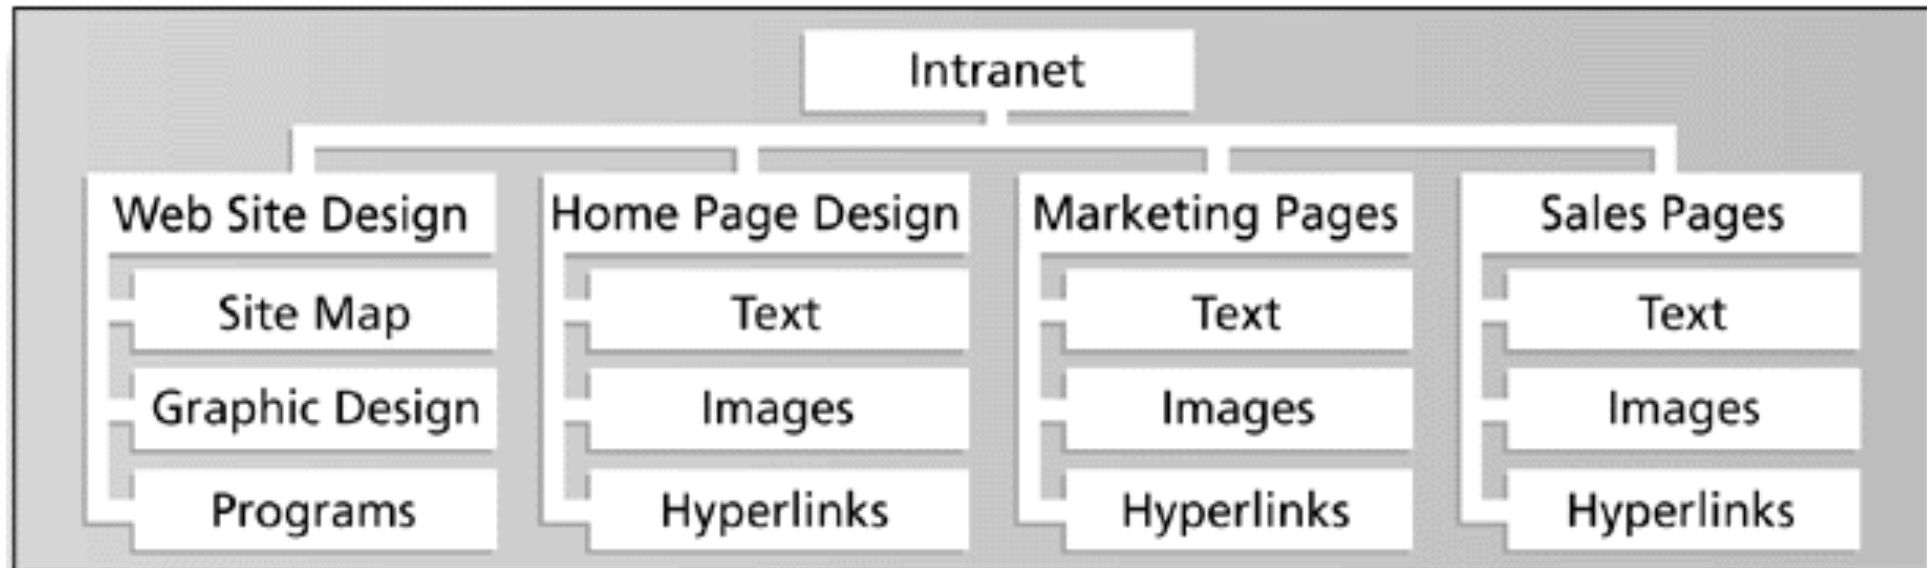 Intranet
Web Site Design
Site Map
Graphic Design
Programs
Home Page Design
Text
Images
Hyperlinks
Marketing Pages
Text
Images
Hyperlinks
Sales Pages
Text
Images
Hyperlinks